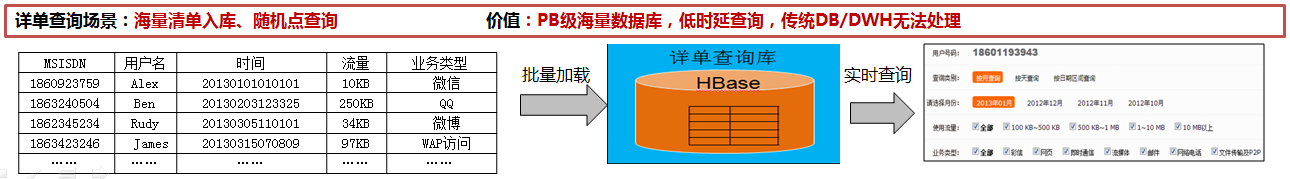 详单查询场景：海量清单入库、随机点查询 价值：PB级海量数据库，低时延查询，传统DB/DWH无法处理
MSISDN 用户名 时间 流量 业务类型
1860923759 Alex 20130101010101 10KB 微信
1863240504 Ben 20130203123325 250KB QQ
1862345234 Rudy 20130305110101 34KB 微博
1863423246 James 20130315070809 97KB WAP访问
…… …… …… …… ……
批量加载
详单查询库
HBase
实时查询
用户号码： 18601193943
查询类别： 按月查询 按天查询 按日期区间查询
请选择月份： 2013年01月 2012年12月 2012年11月 2012年10月
使用流量： 全部 100 KB~500 KB 500 KB~1 MB 1~10 MB 10 MB以上
业务类型： 全部 彩信 网页 即时通信 流媒体 邮件 网络电话 文件传输及P2P